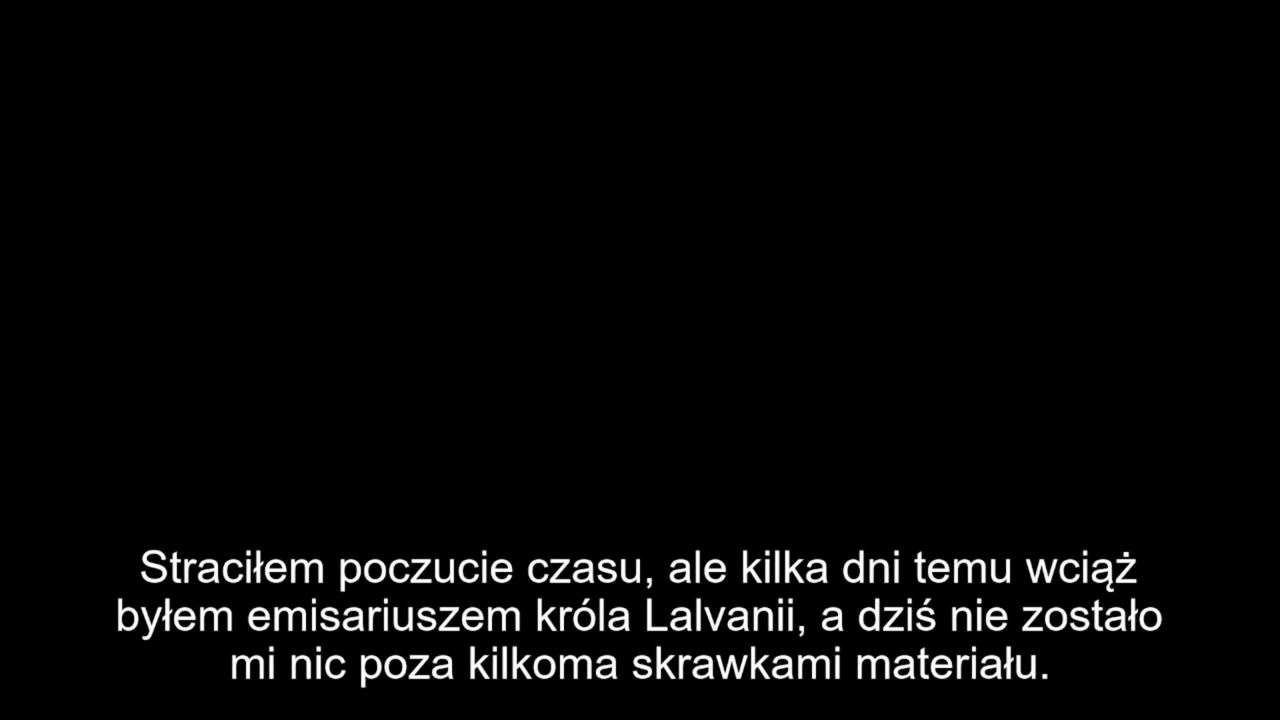 Straciłem poczucie czasu, ale kilka dni temu wciąż
byłem emisariuszem króla Lalvanii, a dziś nie zostało
mi nic poza kilkoma skrawkami materiału.